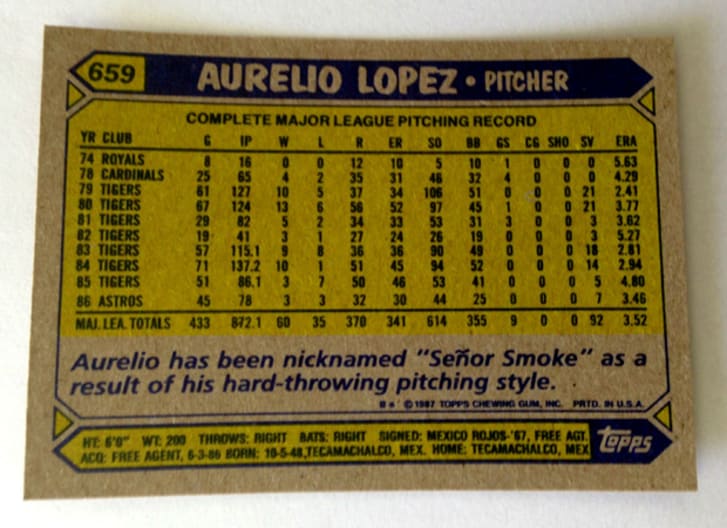 659 AURELIO LOPEZ • PITCHER
COMPLETE MAJOR LEAGUE PITCHING RECORD
YR CLUB G IP W L R ER SO BB GS CG SHO SV ERA
74 ROYALS 8 16 0 0 12 10 5 10 1 0 0 0 5.63
78 CARDINALS 25 65 4 2 35 31 46 32 4 0 0 0 4.29
79 TIGERS 61 127 10 5 37 34 106 51 0 0 0 21 2.41
80 TIGERS 67 124 13 6 56 52 97 45 1 0 0 21 3.77
81 TIGERS 29 82 5 2 34 33 53 31 3 0 0 3 3.62
82 TIGERS 19 41 3 1 27 24 26 19 0 0 0 3 5.27
83 TIGERS 57 115.1 9 8 36 36 90 49 0 0 0 18 2.81
84 TIGERS 71 137.2 10 1 51 45 94 52 0 0 0 14 2.94
85 TIGERS 51 86.1 3 7 50 46 53 41 0 0 0 5 4.80
86 ASTROS 45 78 3 3 32 30 44 25 0 0 0 7 3.46
MAJ. LEA. TOTALS 433 872.1 60 35 370 341 614 355 9 0 0 92 3.52
Aurelio has been nicknamed "Señor Smoke" as a
result of his hard-throwing pitching style.
© 1987 TOPPS CHEWING GUM, INC. PRTD. IN U.S.A.
HT: 6'0" WT: 200 THROWS: RIGHT BATS: RIGHT SIGNED: MEXICO ROJOS-'67, FREE AGT.
ACQ: FREE AGENT, 6-3-86 BORN: 10-5-48, TECAMACHALCO, MEX. HOME: TECAMACHALCO, MEX
TOPPS